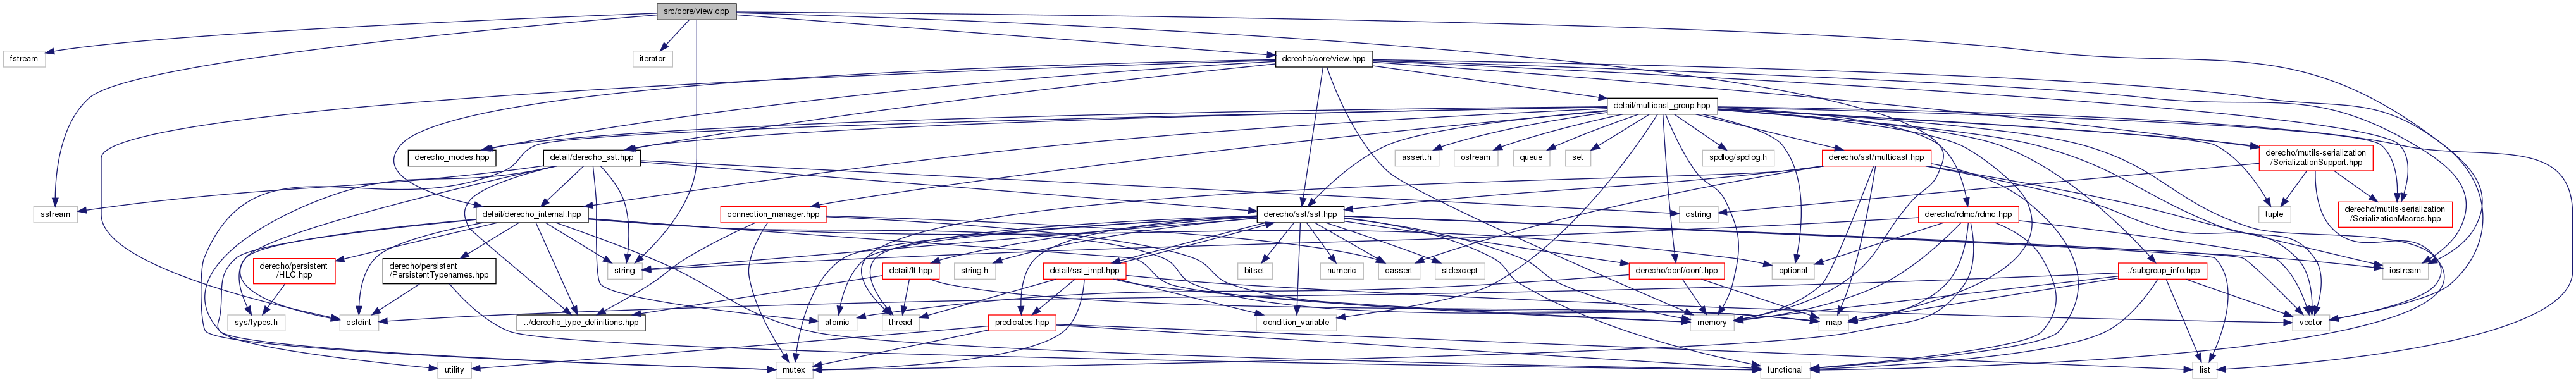 src/core/view.cpp
fstream
iterator
derecho/core/view.hpp
detail/multicast_group.hpp
derecho_modes.hpp
detail/derecho_sst.hpp
assert.h
ostream
queue
set
spdlog/spdlog.h
derecho/sst/multicast.hpp
derecho/mutils-serialization
/SerializationSupport.hpp
sstream
detail/derecho_internal.hpp
connection_manager.hpp
derecho/sst/sst.hpp
cstring
derecho/rdmc/rdmc.hpp
tuple
derecho/mutils-serialization
/SerializationMacros.hpp
derecho/persistent
/HLC.hpp
derecho/persistent
/PersistentTypenames.hpp
string
detail/lf.hpp
string.h
detail/sst_impl.hpp
bitset
numeric
cassert
stdexcept
derecho/conf/conf.hpp
optional
../subgroup_info.hpp
iostream
sys/types.h
cstdint
../derecho_type_definitions.hpp
atomic
thread
predicates.hpp
condition_variable
memory
map
vector
utility
mutex
functional
list